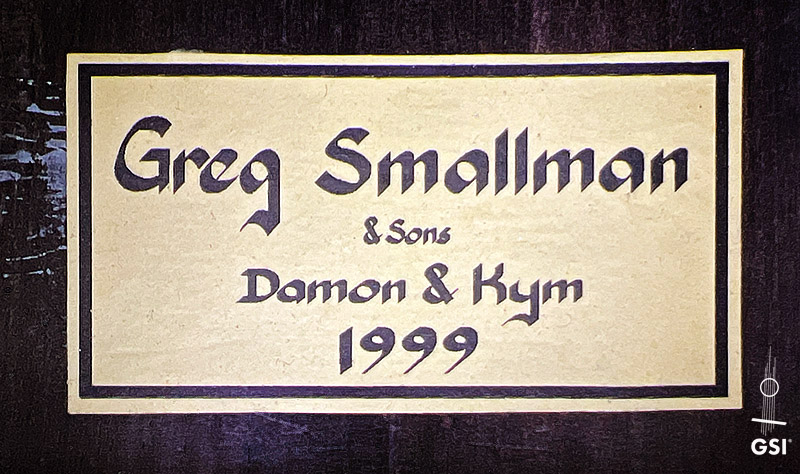 Greg Smallman
& Sons
Damon & Kym
1999
GSI